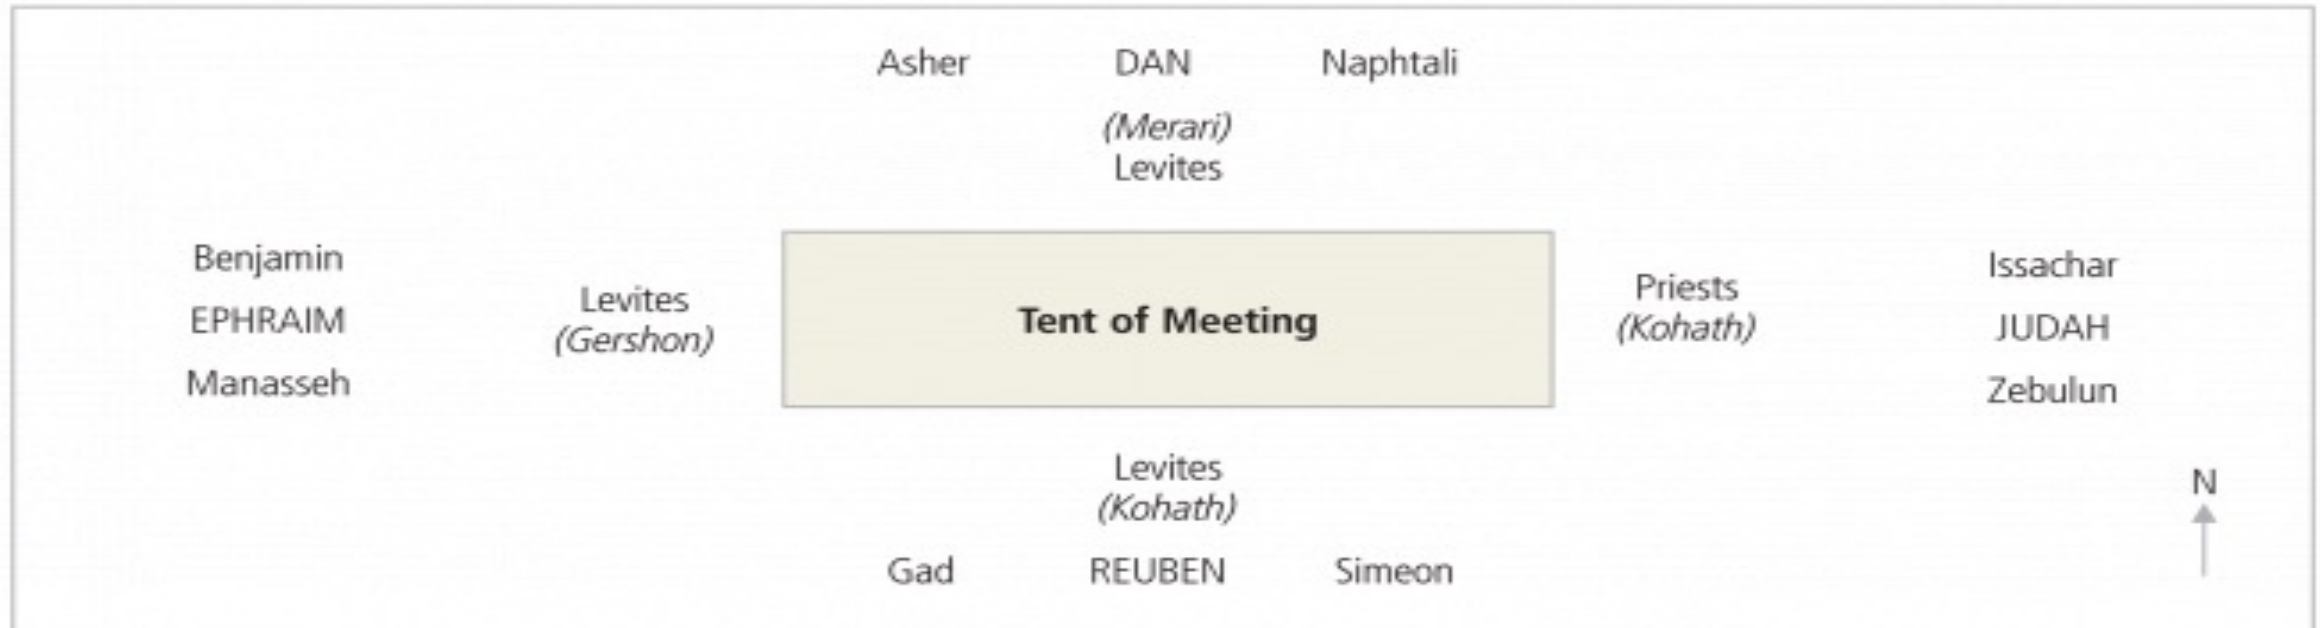 Asher DAN Naphtali
(Merari)
Levites
Benjamin
EPHRAIM
Manasseh
Levites
(Gershon)
Tent of Meeting
Priests
(Kohath)
Issachar
JUDAH
Zebulun
Levites
(Kohath)
Gad REUBEN Simeon
N